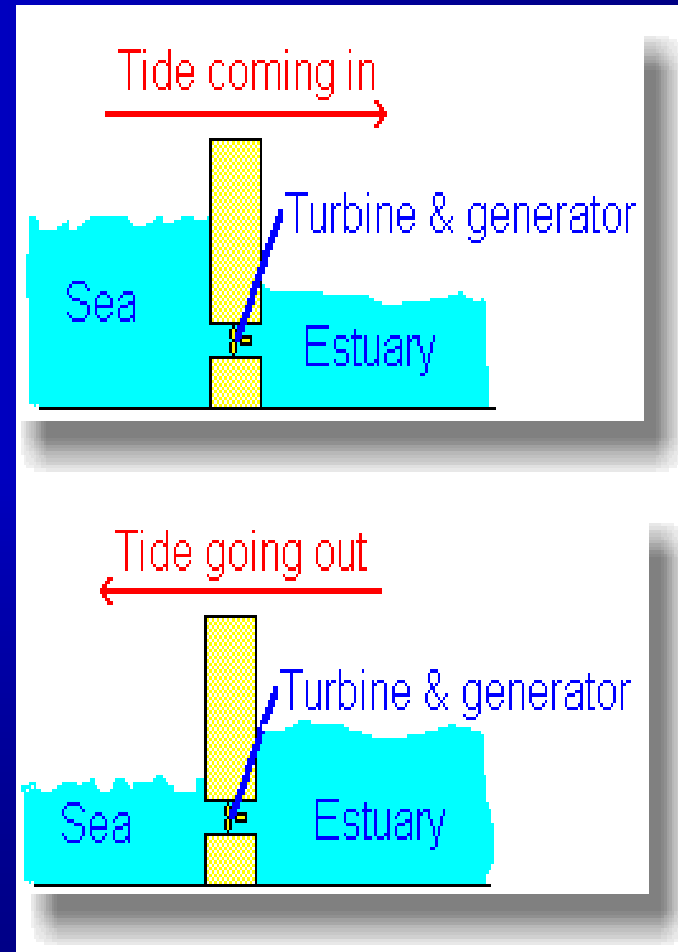 Tide coming in
Turbine & generator
Sea
Estuary
Tide going out
Turbine & generator
Sea
Estuary